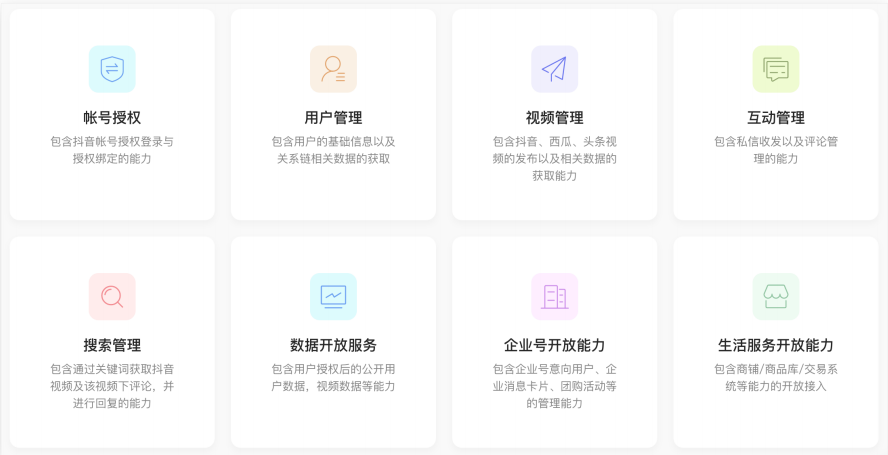 帐号授权
包含抖音帐号授权登录与
授权绑定的能力
用户管理
包含用户的基础信息以及
关系链相关数据的获取
视频管理
包含抖音、西瓜、头条视
频的发布以及相关数据的
获取能力
互动管理
包含私信收发以及评论管
理的能力
搜索管理
包含通过关键词获取抖音
视频及该视频下评论，并
进行回复的能力
数据开放服务
包含用户授权后的公开用
户数据，视频数据等能力
企业号开放能力
包含企业号意向用户、企
业消息卡片、团购活动等
的管理能力
生活服务开放能力
包含商铺/商品库/交易系
统等能力的开放接入